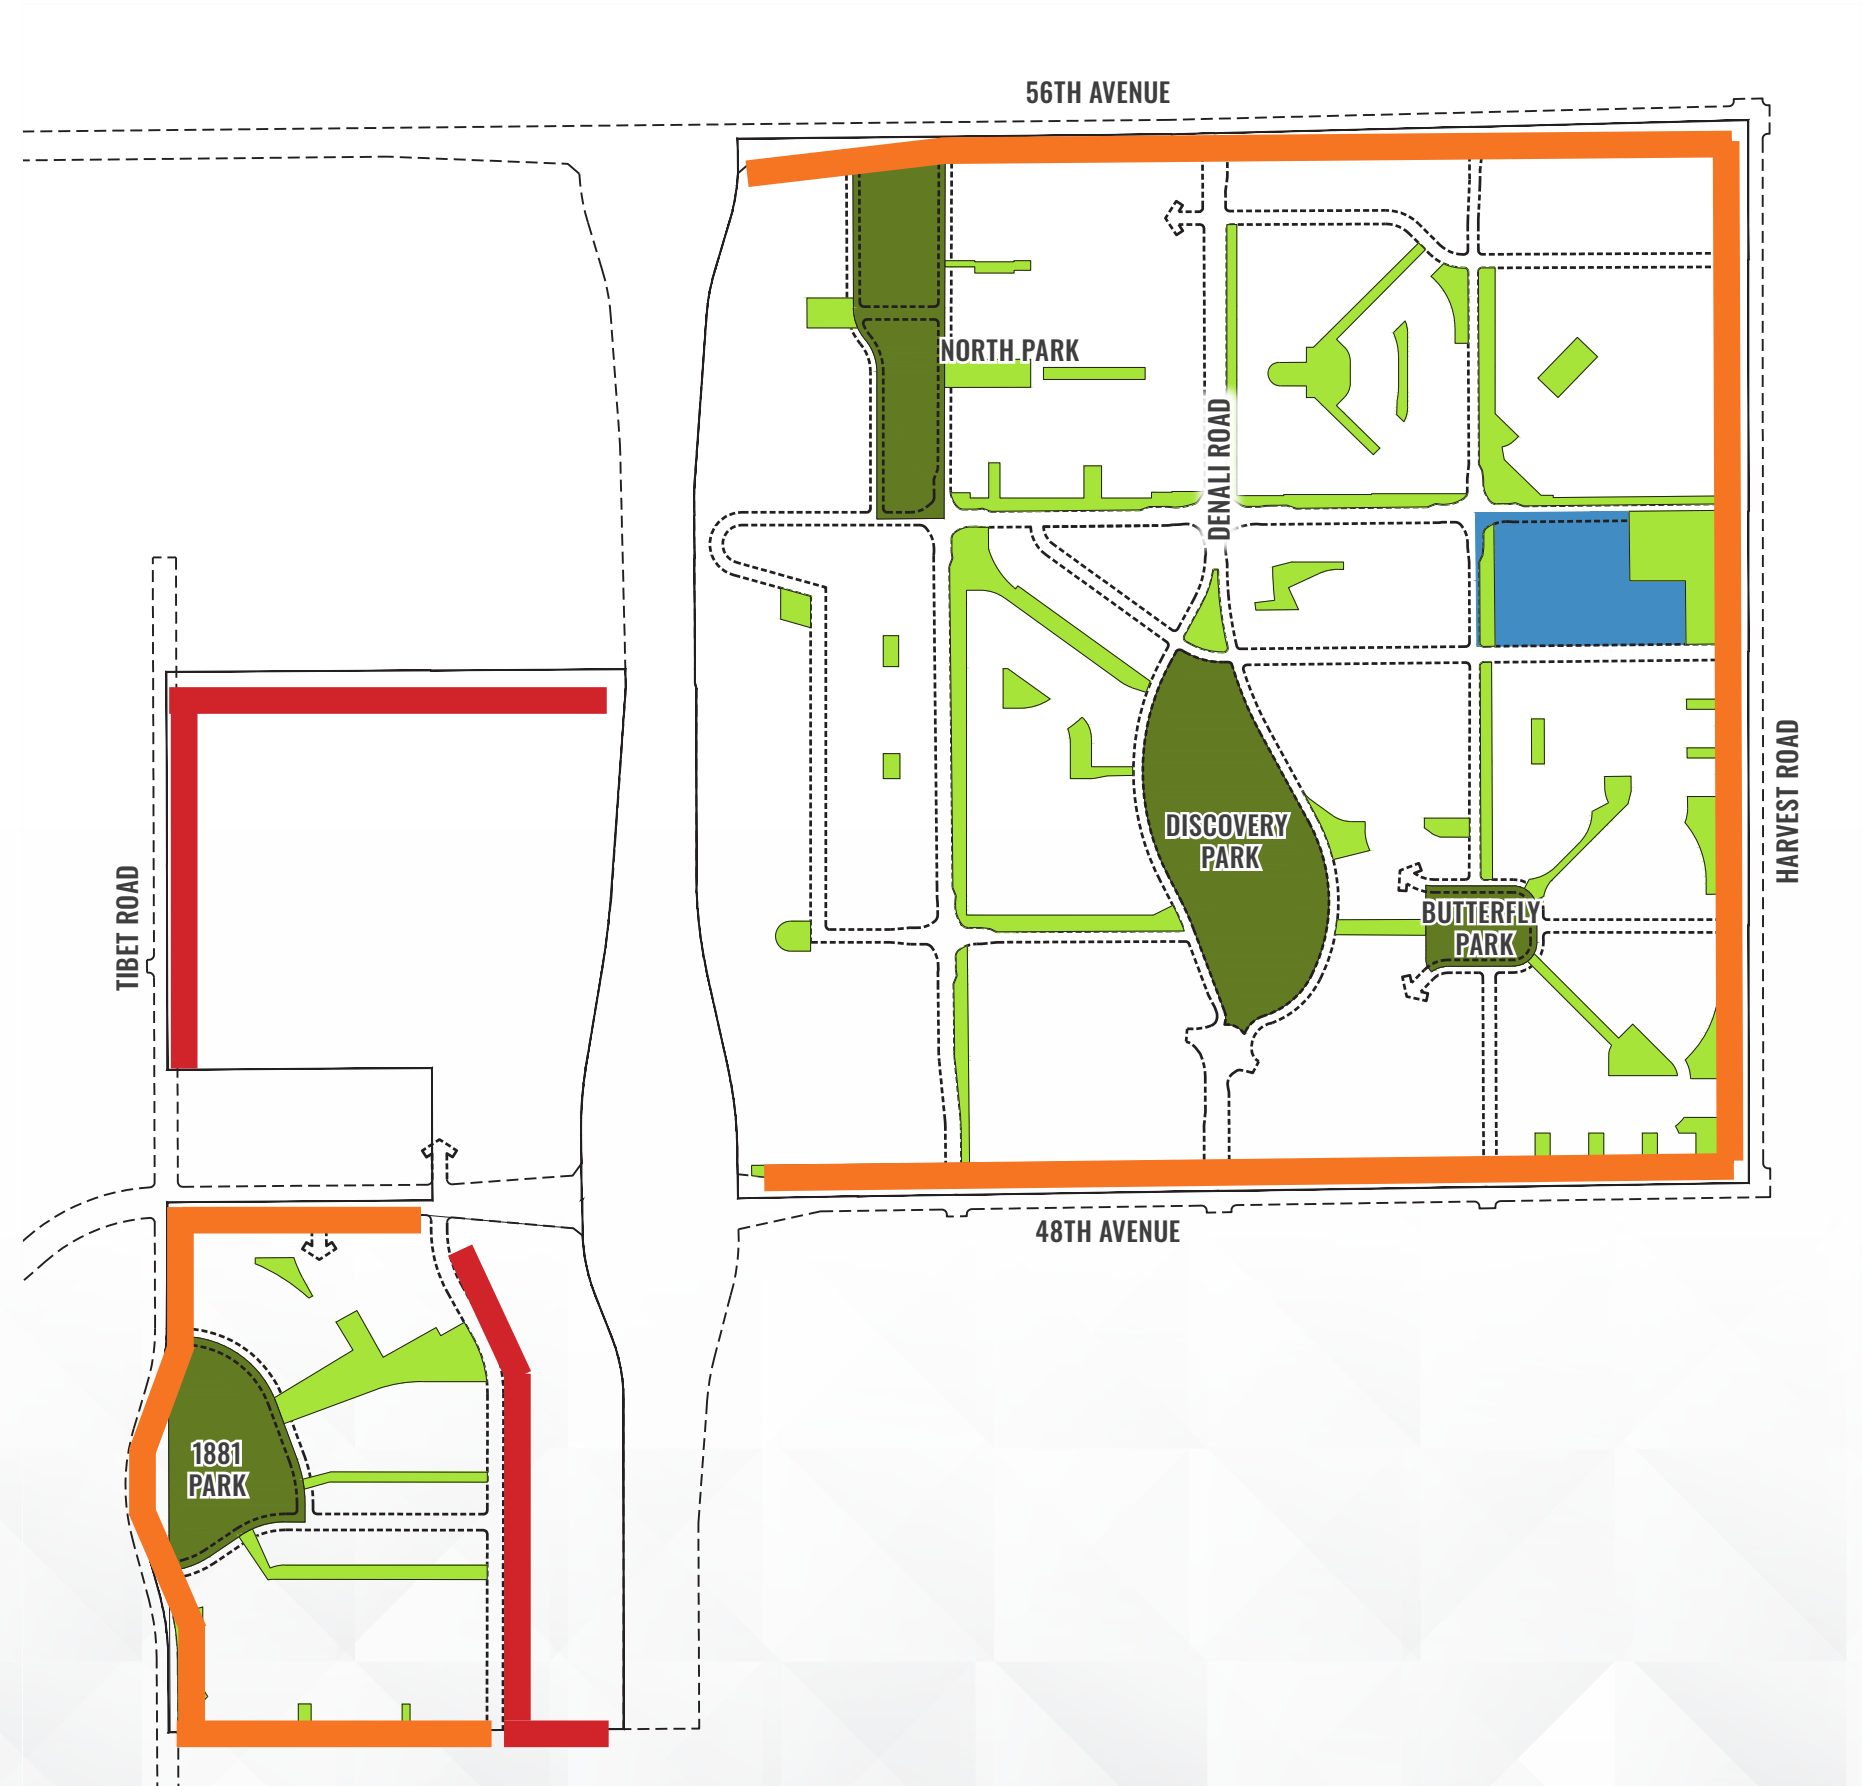 56TH AVENUE
NORTH PARK
DENALI ROAD
DISCOVERY
PARK
HARVEST ROAD
TIBET ROAD
BUTTERFLY
PARK
48TH AVENUE
1881
PARK